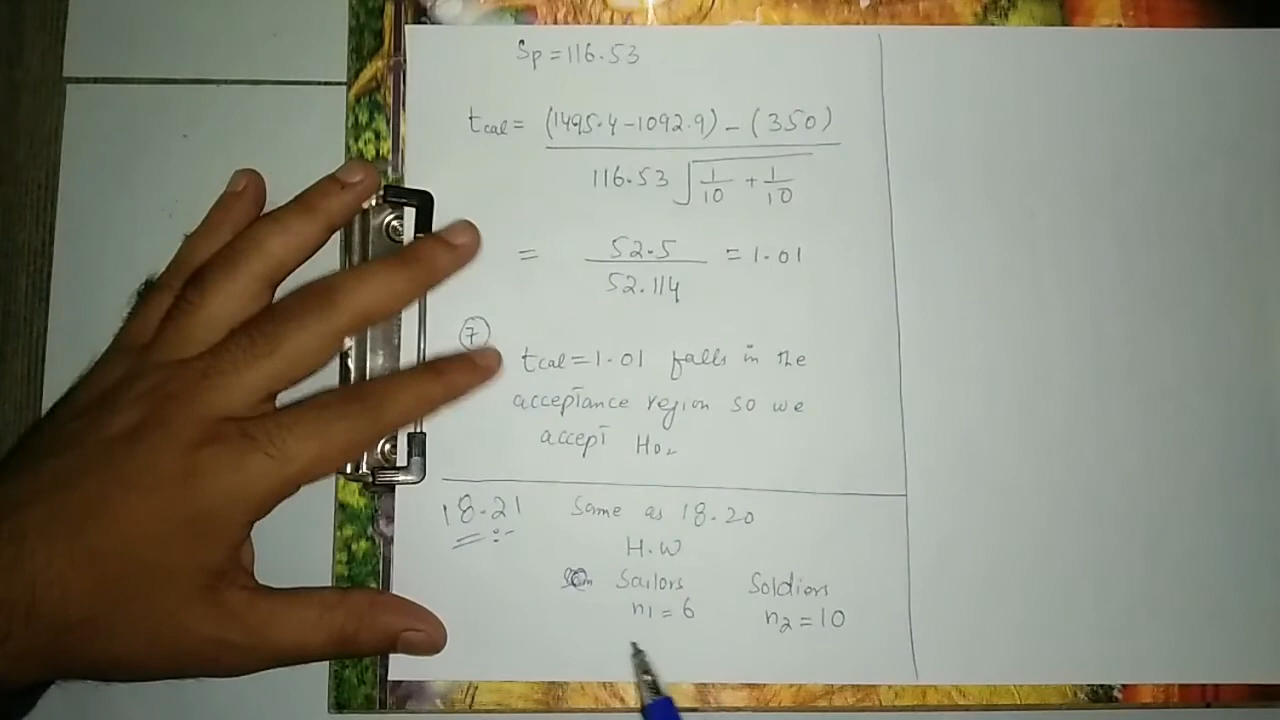 Sp = 116.53
tcal = (1495.4 - 1092.9) - (350)
116.53 √ 1/10 + 1/10
= 52.5 / 52.114 = 1.01
7
tcal = 1.01 falls in the
acceptance region so we
accept Ho.
18.21 Same as 18.20
H.W
Sailors Soldiers
n1 = 6 n2 = 10